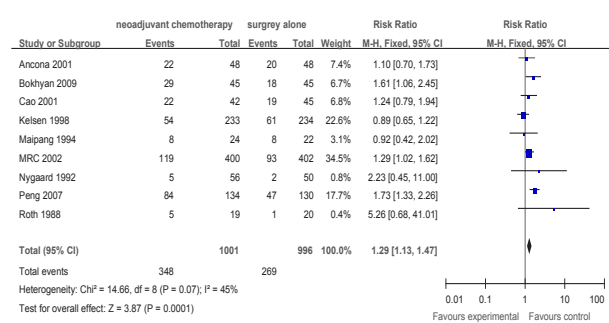 neoadjuvant chemotherapy surgrey alone Risk Ratio Risk Ratio
Study or Subgroup Events Total Events Total Weight M-H, Fixed, 95% CI M-H, Fixed, 95% CI
Ancona 2001 22 48 20 48 7.4% 1.10 [0.70, 1.73]
Bokhyan 2009 29 45 18 45 6.7% 1.61 [1.06, 2.45]
Cao 2001 22 42 19 45 6.8% 1.24 [0.79, 1.94]
Kelsen 1998 54 233 61 234 22.6% 0.89 [0.65, 1.22]
Maipang 1994 8 24 8 22 3.1% 0.92 [0.42, 2.02]
MRC 2002 119 400 93 402 34.5% 1.29 [1.02, 1.62]
Nygaard 1992 5 56 2 50 0.8% 2.23 [0.45, 11.00]
Peng 2007 84 134 47 130 17.7% 1.73 [1.33, 2.26]
Roth 1988 5 19 1 20 0.4% 5.26 [0.68, 41.01]
Total (95% CI) 1001 996 100.0% 1.29 [1.13, 1.47]
Total events 348 269
Heterogeneity: Chi² = 14.66, df = 8 (P = 0.07); I² = 45%
Test for overall effect: Z = 3.87 (P = 0.0001)
0.01 0.1 1 10 100
Favours experimental Favours control